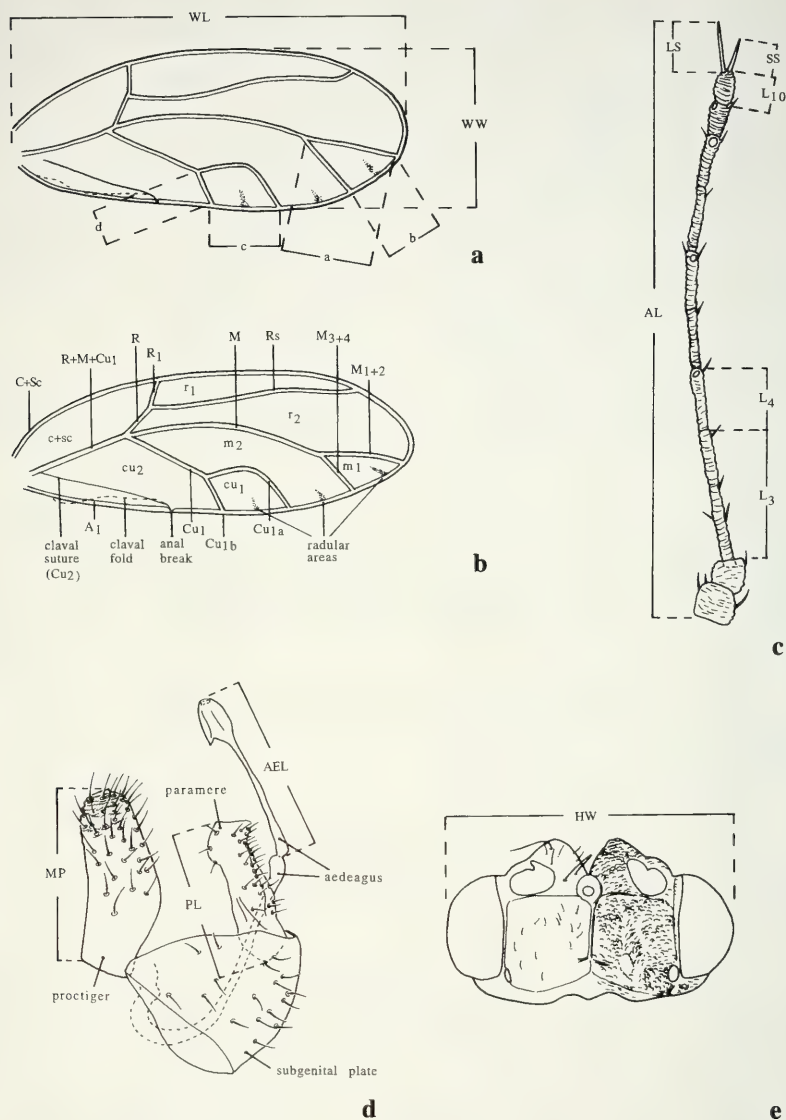 WL
WW
d
c
a
b
a
C+Sc
R+M+Cu1
R
R1
M
Rs
M3+4
M1+2
c+sc
r1
r2
m2
m1
cu2
cu1
A1
Cu1
Cu1b
Cu1a
claval suture (Cu2)
claval fold
anal break
radular areas
b
LS
SS
L10
AL
L4
L3
c
AEL
paramere
MP
PL
aedeagus
proctiger
subgenital plate
d
HW
e